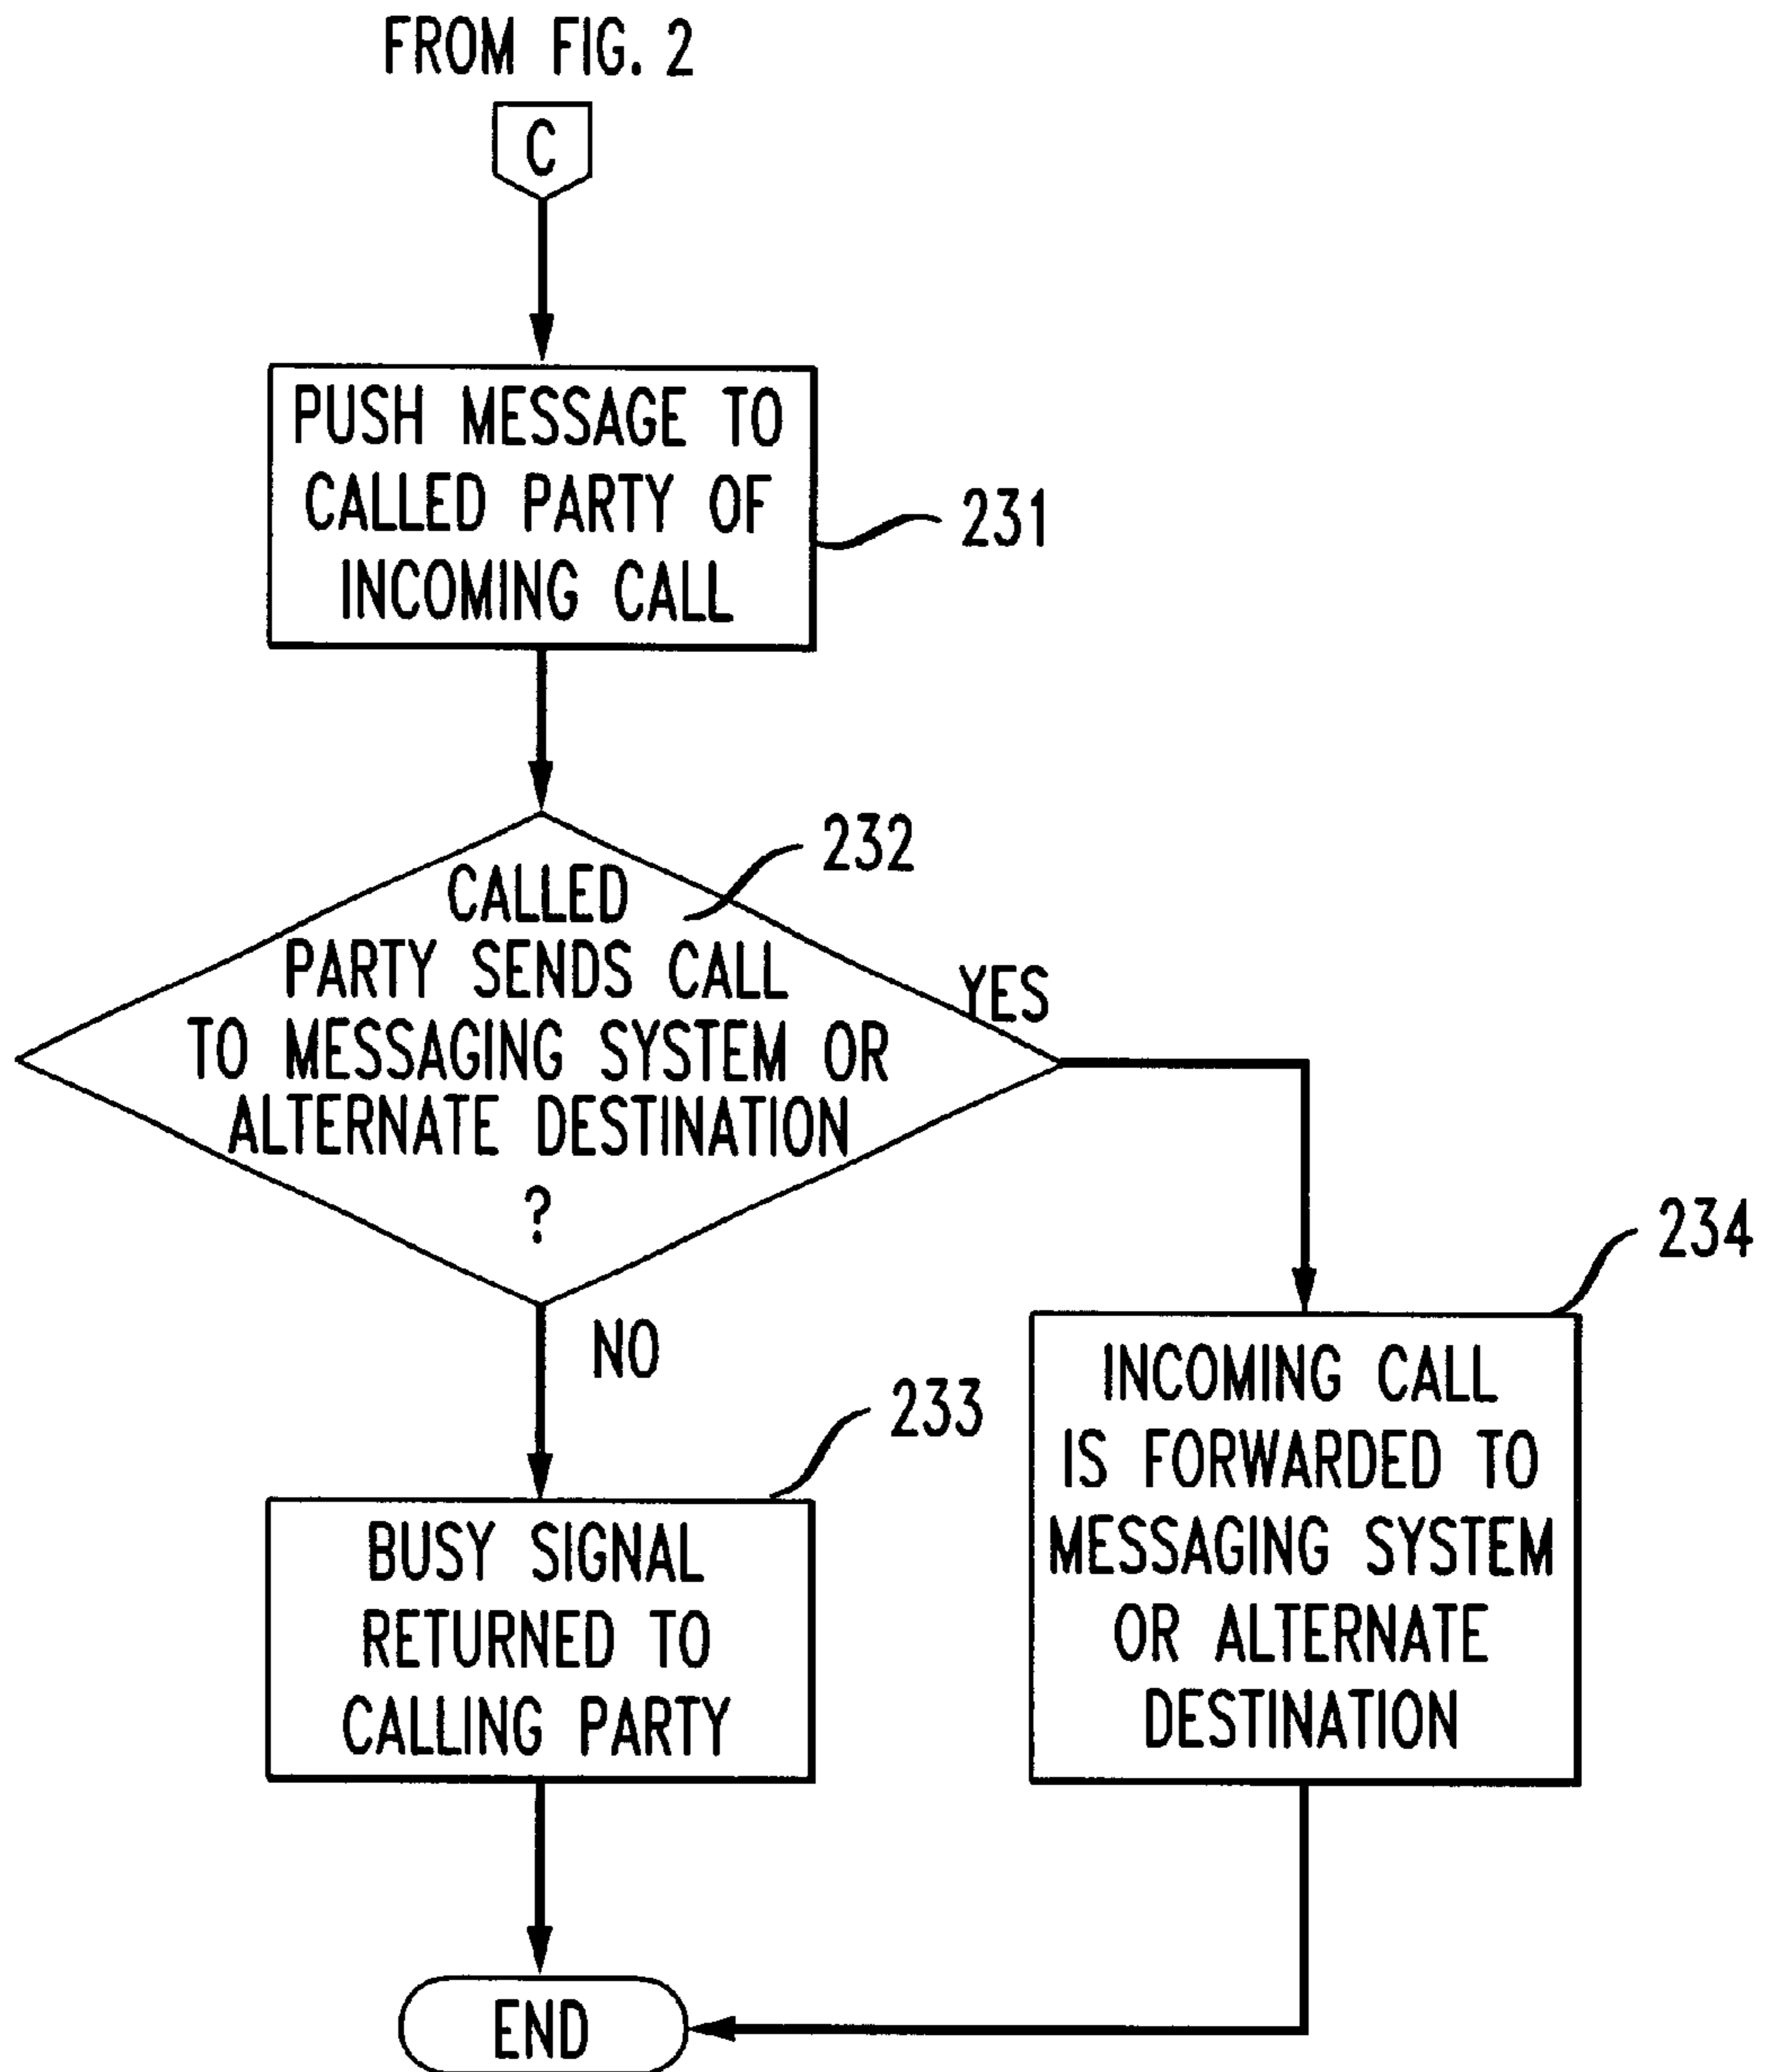 FROM FIG. 2
C
PUSH MESSAGE TO
CALLED PARTY OF
INCOMING CALL
231
232
CALLED
PARTY SENDS CALL
TO MESSAGING SYSTEM OR
ALTERNATE DESTINATION
?
YES
NO
233
BUSY SIGNAL
RETURNED TO
CALLING PARTY
234
INCOMING CALL
IS FORWARDED TO
MESSAGING SYSTEM
OR ALTERNATE
DESTINATION
END